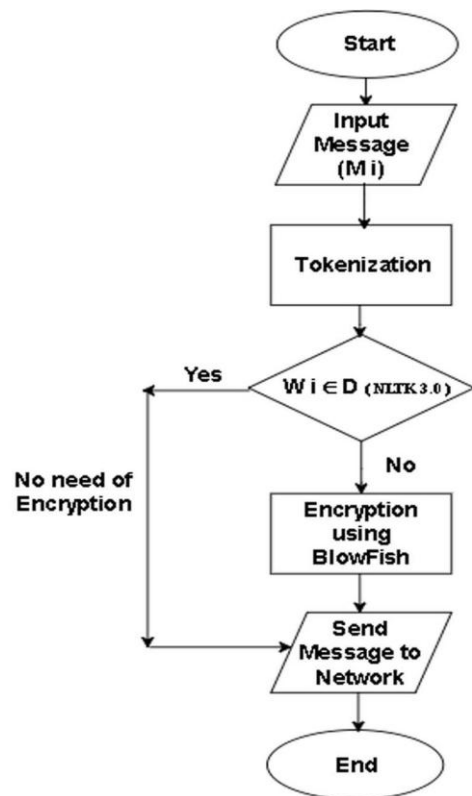 Start
Input
Message
(M i)
Tokenization
W i ∈ D (NLTK 3.0)
Yes
No
No need of
Encryption
Encryption
using
BlowFish
Send
Message to
Network
End